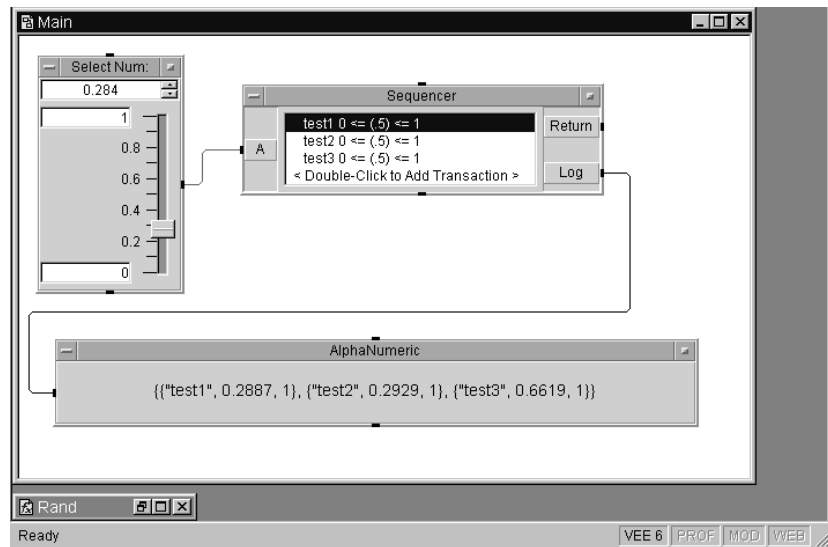 Main
Select Num:
0.284
1
0.8
0.6
0.4
0.2
0
Sequencer
A
test1 0 <= (.5) <= 1
test2 0 <= (.5) <= 1
test3 0 <= (.5) <= 1
< Double-Click to Add Transaction >
Return
Log
AlphaNumeric
{{"test1", 0.2887, 1}, {"test2", 0.2929, 1}, {"test3", 0.6619, 1}}
Rand
Ready
VEE 6 PROF MOD WEB